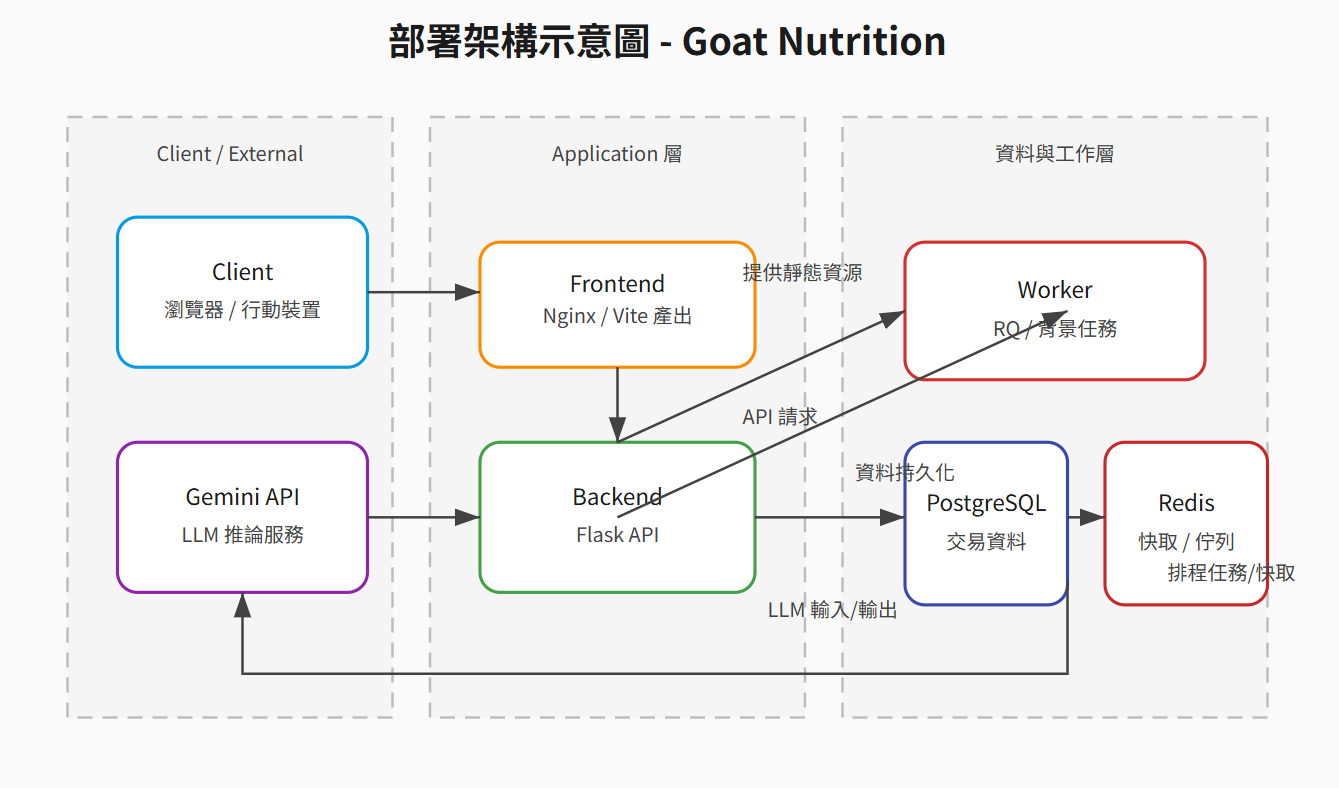 部署架構示意圖 - Goat Nutrition
Client / External
Application 層
資料與工作層
Client
瀏覽器 / 行動裝置
Frontend
Nginx / Vite 產出
提供靜態資源
Worker
RQ / 背景任務
API 請求
Gemini API
LLM 推論服務
Backend
Flask API
資料持久化
PostgreSQL
交易資料
Redis
快取 / 佇列
排程任務/快取
LLM 輸入/輸出